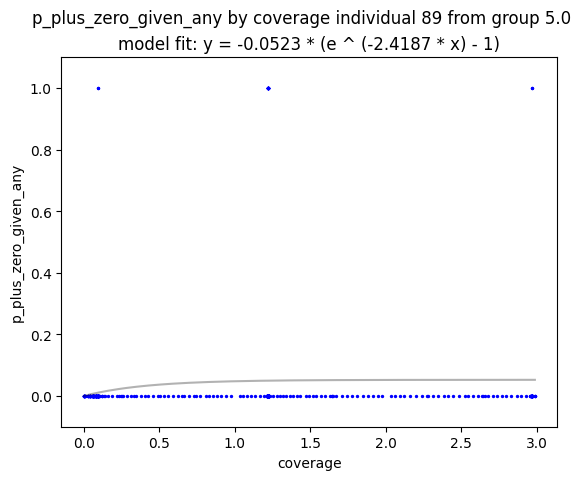 p_plus_zero_given_any by coverage individual 89 from group 5.0
model fit: y = -0.0523 * (e ^ (-2.4187 * x) - 1)
1.0
0.8
0.6
0.4
0.2
0.0
p_plus_zero_given_any
0.0 0.5 1.0 1.5 2.0 2.5 3.0
coverage